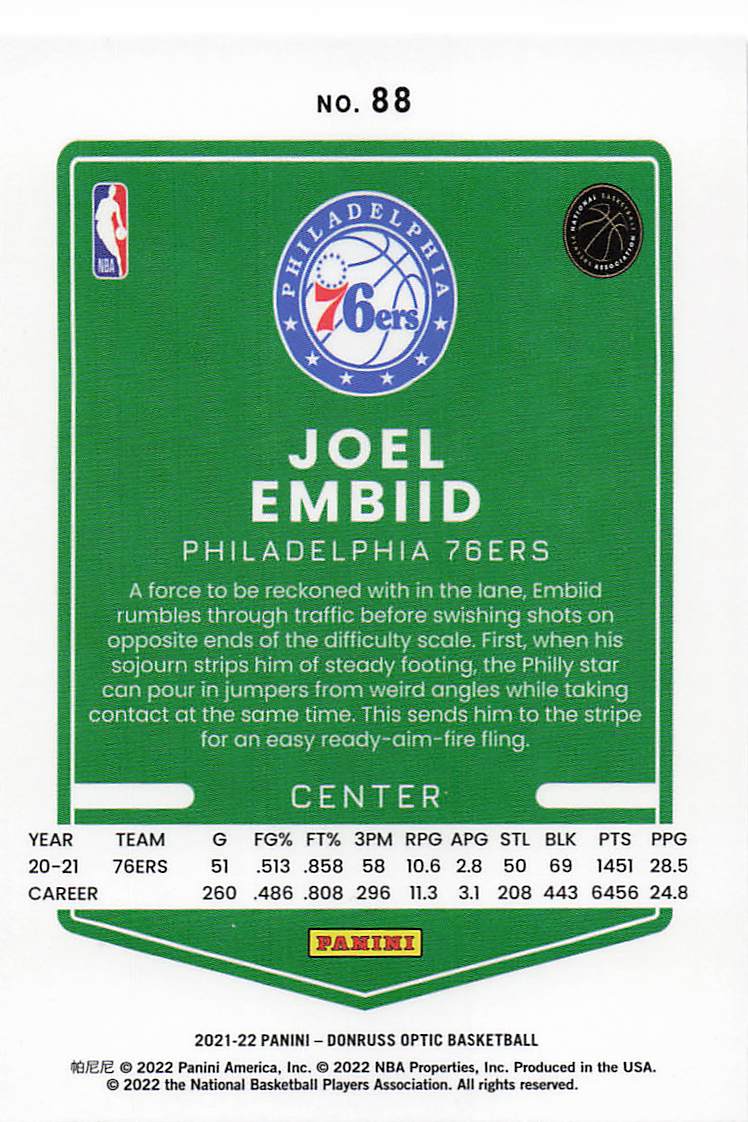 NO. 88
NBA
PHILADELPHIA
76ers
NATIONAL BASKETBALL
PLAYERS ASSOCIATION
JOEL
EMBIID
PHILADELPHIA 76ERS
A force to be reckoned with in the lane, Embiid
rumbles through traffic before swishing shots on
opposite ends of the difficulty scale. First, when his
sojourn strips him of steady footing, the Philly star
can pour in jumpers from weird angles while taking
contact at the same time. This sends him to the stripe
for an easy ready-aim-fire fling.
CENTER
YEAR TEAM G FG% FT% 3PM RPG APG STL BLK PTS PPG
20-21 76ERS 51 .513 .858 58 10.6 2.8 50 69 1451 28.5
CAREER 260 .486 .808 296 11.3 3.1 208 443 6456 24.8
PANINI
2021-22 PANINI – DONRUSS OPTIC BASKETBALL
帕尼尼 © 2022 Panini America, Inc. © 2022 NBA Properties, Inc. Produced in the USA.
© 2022 the National Basketball Players Association. All rights reserved.